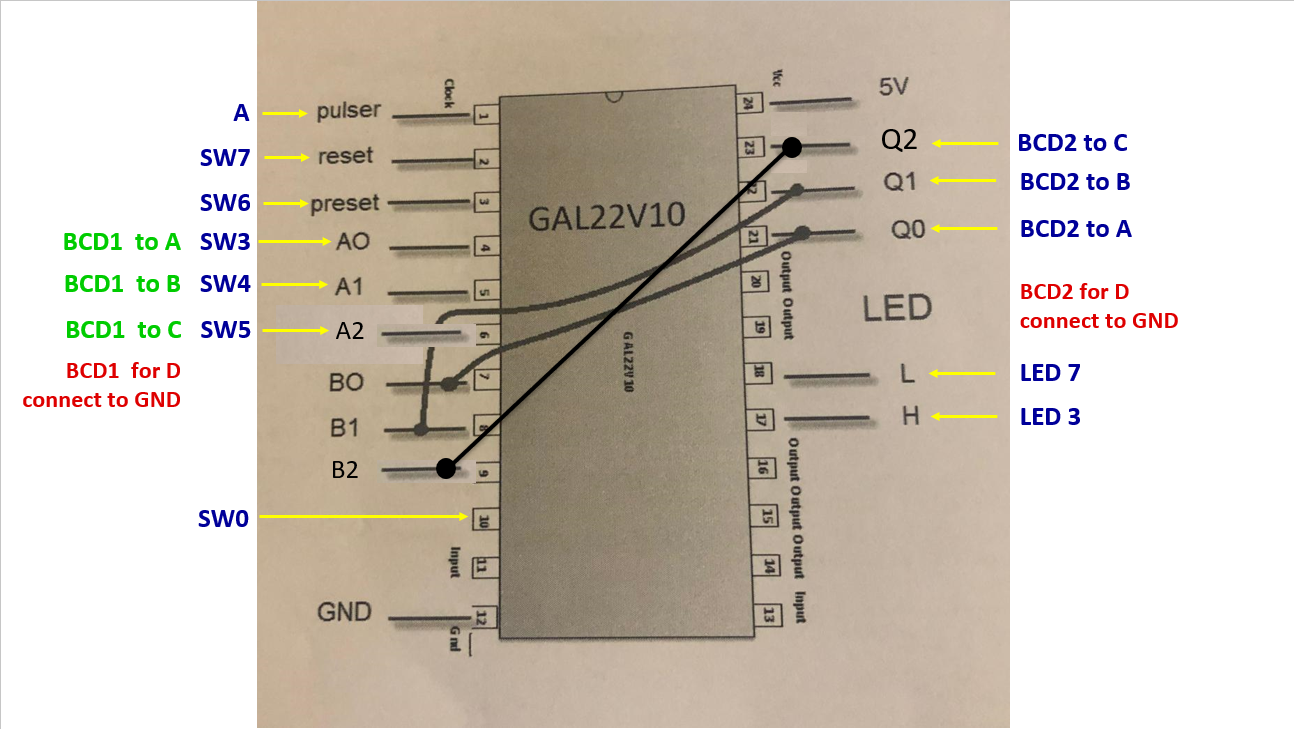 Clock
Vcc
A
pulser
1
24
5V
SW7
reset
2
23
Q2
BCD2 to C
SW6
preset
3
Q1
BCD2 to B
BCD1 to A
SW3
AO
4
GAL22V10
21
Q0
BCD2 to A
BCD1 to B
SW4
A1
5
20
Output Output
LED
BCD2 for D
connect to GND
BCD1 to C
SW5
A2
6
19
BCD1 for D
connect to GND
BO
7
GAL22V10
18
L
LED 7
B1
8
17
H
LED 3
B2
9
16
Output Output Output
SW0
10
15
Input
11
14
Input
GND
12
13
Gnd